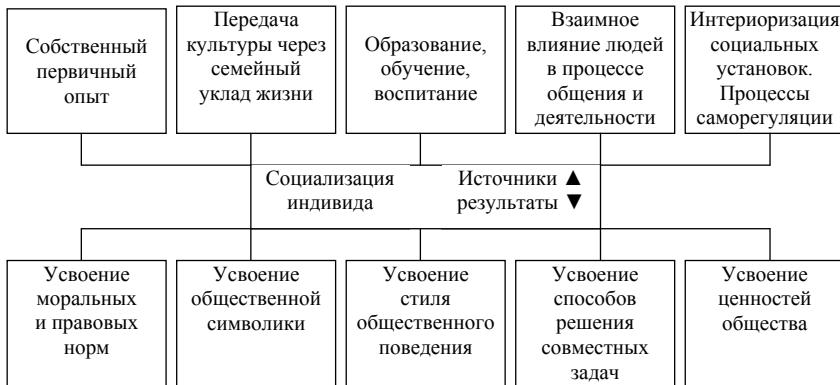 Собственный
первичный
опыт
Передача
культуры через
семейный
уклад жизни
Образование,
обучение,
воспитание
Взаимное
влияние людей
в процессе
общения и
деятельности
Интериоризация
социальных
установок.
Процессы
саморегуляции
Социализация
индивида
Источники ▲
результаты ▼
Усвоение
моральных
и правовых
норм
Усвоение
общественной
символики
Усвоение
стиля
общественного
поведения
Усвоение
способов
решения
совместных
задач
Усвоение
ценностей
общества